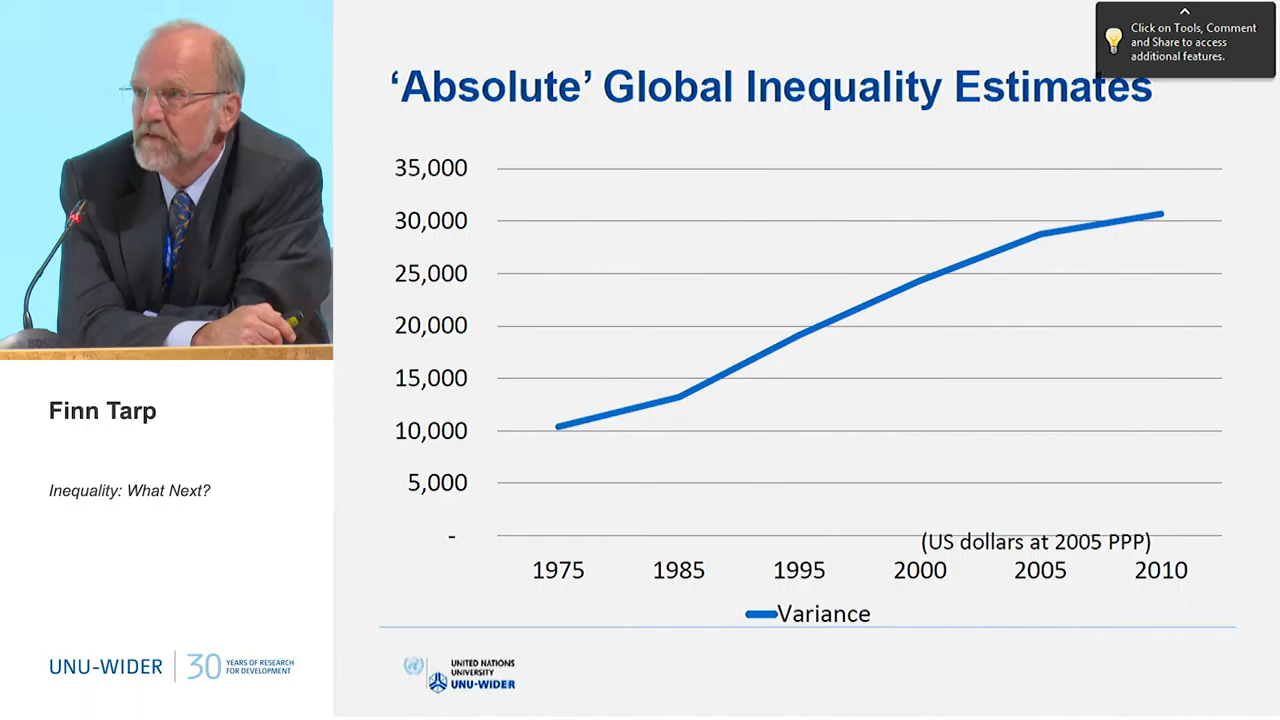 Click on Tools, Comment
and Share to access
additional features.
‘Absolute’ Global Inequality Estimates
35,000
30,000
25,000
20,000
15,000
10,000
5,000
-
(US dollars at 2005 PPP)
1975 1985 1995 2000 2005 2010
Variance
Finn Tarp
Inequality: What Next?
UNU-WIDER
30 YEARS OF RESEARCH
FOR DEVELOPMENT
UNITED NATIONS
UNIVERSITY
UNU-WIDER